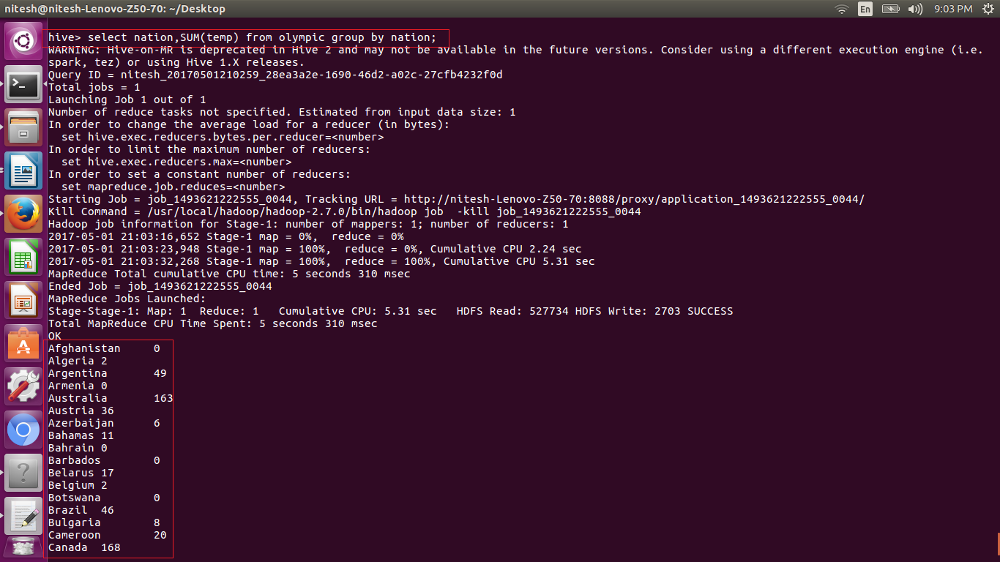 nitesh@nitesh-Lenovo-Z50-70: ~/Desktop
En
9:03 PM
hive> select nation,SUM(temp) from olympic group by nation;
WARNING: Hive-on-MR is deprecated in Hive 2 and may not be available in the future versions. Consider using a different execution engine (i.e.
spark, tez) or using Hive 1.X releases.
Query ID = nitesh_20170501210259_28ea3a2e-1690-46d2-a02c-27cfb4232f0d
Total jobs = 1
Launching Job 1 out of 1
Number of reduce tasks not specified. Estimated from input data size: 1
In order to change the average load for a reducer (in bytes):
  set hive.exec.reducers.bytes.per.reducer=<number>
In order to limit the maximum number of reducers:
  set hive.exec.reducers.max=<number>
In order to set a constant number of reducers:
  set mapreduce.job.reduces=<number>
Starting Job = job_1493621222555_0044, Tracking URL = http://nitesh-Lenovo-Z50-70:8088/proxy/application_1493621222555_0044/
Kill Command = /usr/local/hadoop/hadoop-2.7.0/bin/hadoop job  -kill job_1493621222555_0044
Hadoop job information for Stage-1: number of mappers: 1; number of reducers: 1
2017-05-01 21:03:16,652 Stage-1 map = 0%,  reduce = 0%
2017-05-01 21:03:23,948 Stage-1 map = 100%,  reduce = 0%, Cumulative CPU 2.24 sec
2017-05-01 21:03:32,268 Stage-1 map = 100%,  reduce = 100%, Cumulative CPU 5.31 sec
MapReduce Total cumulative CPU time: 5 seconds 310 msec
Ended Job = job_1493621222555_0044
MapReduce Jobs Launched:
Stage-Stage-1: Map: 1  Reduce: 1   Cumulative CPU: 5.31 sec   HDFS Read: 527734 HDFS Write: 2703 SUCCESS
Total MapReduce CPU Time Spent: 5 seconds 310 msec
OK
Afghanistan     0
Algeria 2
Argentina       49
Armenia 0
Australia       163
Austria 36
Azerbaijan      6
Bahamas 11
Bahrain 0
Barbados        0
Belarus 17
Belgium 2
Botswana        0
Brazil  46
Bulgaria        8
Cameroon        20
Canada  168